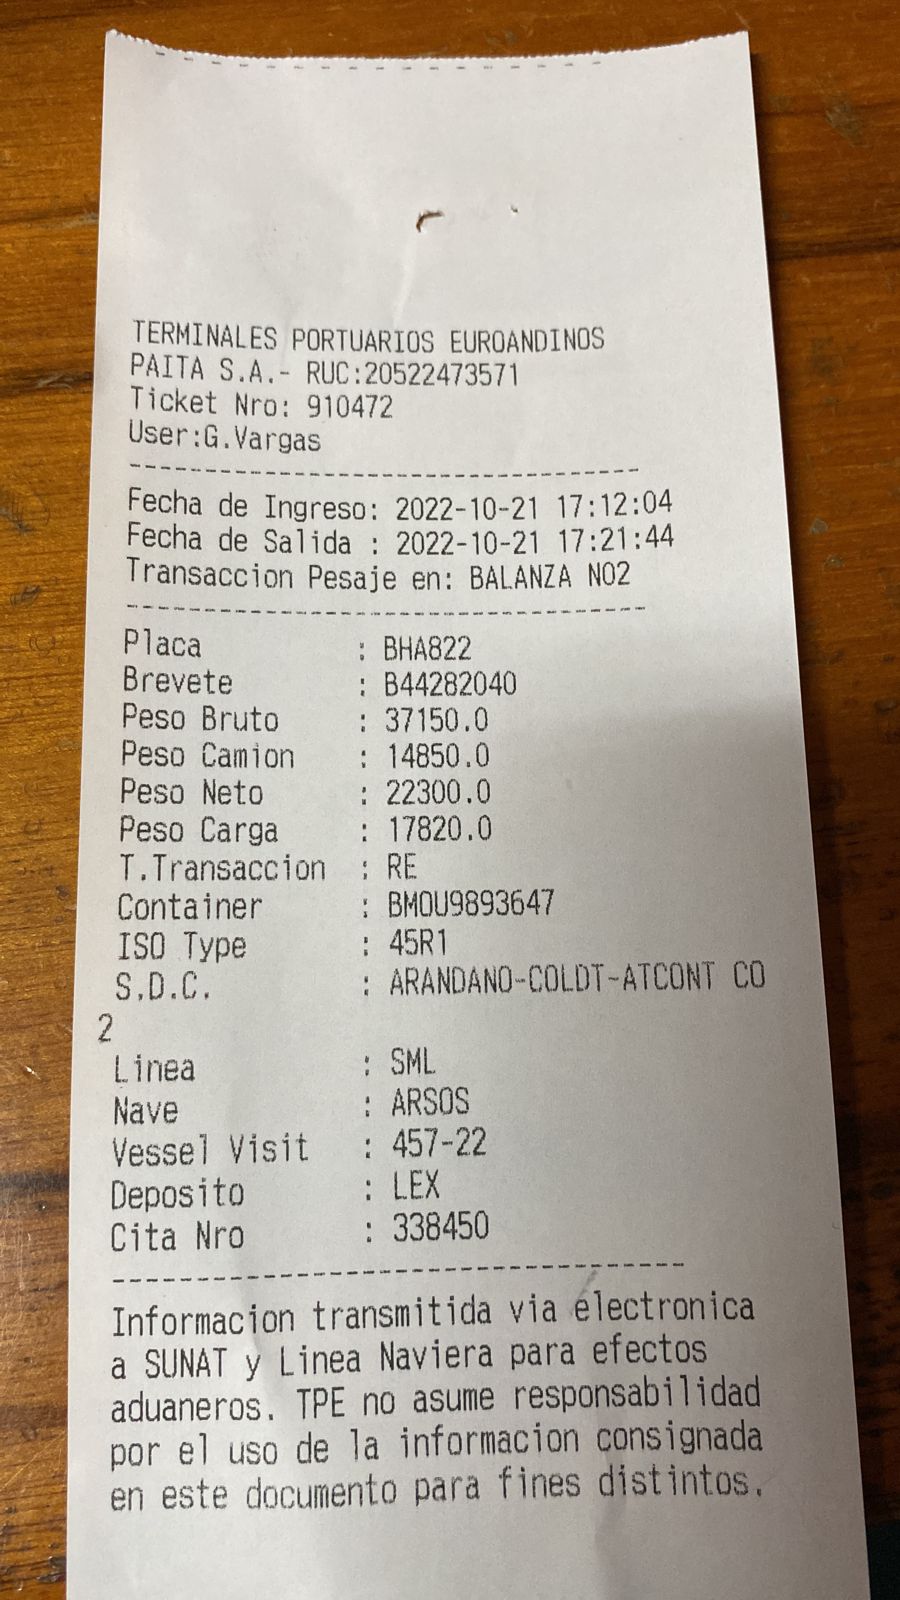 TERMINALES PORTUARIOS EUROANDINOS
PAITA S.A.- RUC:20522473571
Ticket Nro: 910472
User:G.Vargas
-----------------------------------
Fecha de Ingreso: 2022-10-21 17:12:04
Fecha de Salida : 2022-10-21 17:21:44
Transaccion Pesaje en: BALANZA NO2
-----------------------------------
Placa : BHA822
Brevete : B44282040
Peso Bruto : 37150.0
Peso Camion : 14850.0
Peso Neto : 22300.0
Peso Carga : 17820.0
T.Transaccion : RE
Container : BMOU9893647
ISO Type : 45R1
S.D.C. : ARANDANO-COLDT-ATCONT CO
2
Linea : SML
Nave : ARSOS
Vessel Visit : 457-22
Deposito : LEX
Cita Nro : 338450
-----------------------------------
Informacion transmitida via electronica
a SUNAT y Linea Naviera para efectos
aduaneros. TPE no asume responsabilidad
por el uso de la informacion consignada
en este documento para fines distintos.